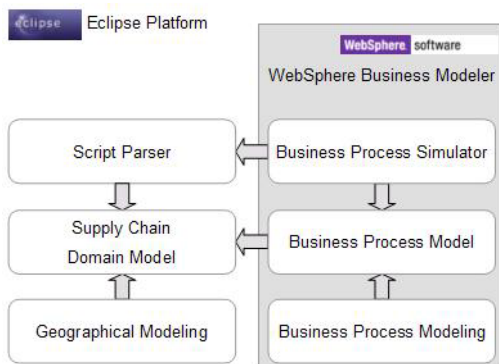 eclipse Eclipse Platform
WebSphere. software
WebSphere Business Modeler
Script Parser
Business Process Simulator
Supply Chain
Domain Model
Business Process Model
Geographical Modeling
Business Process Modeling